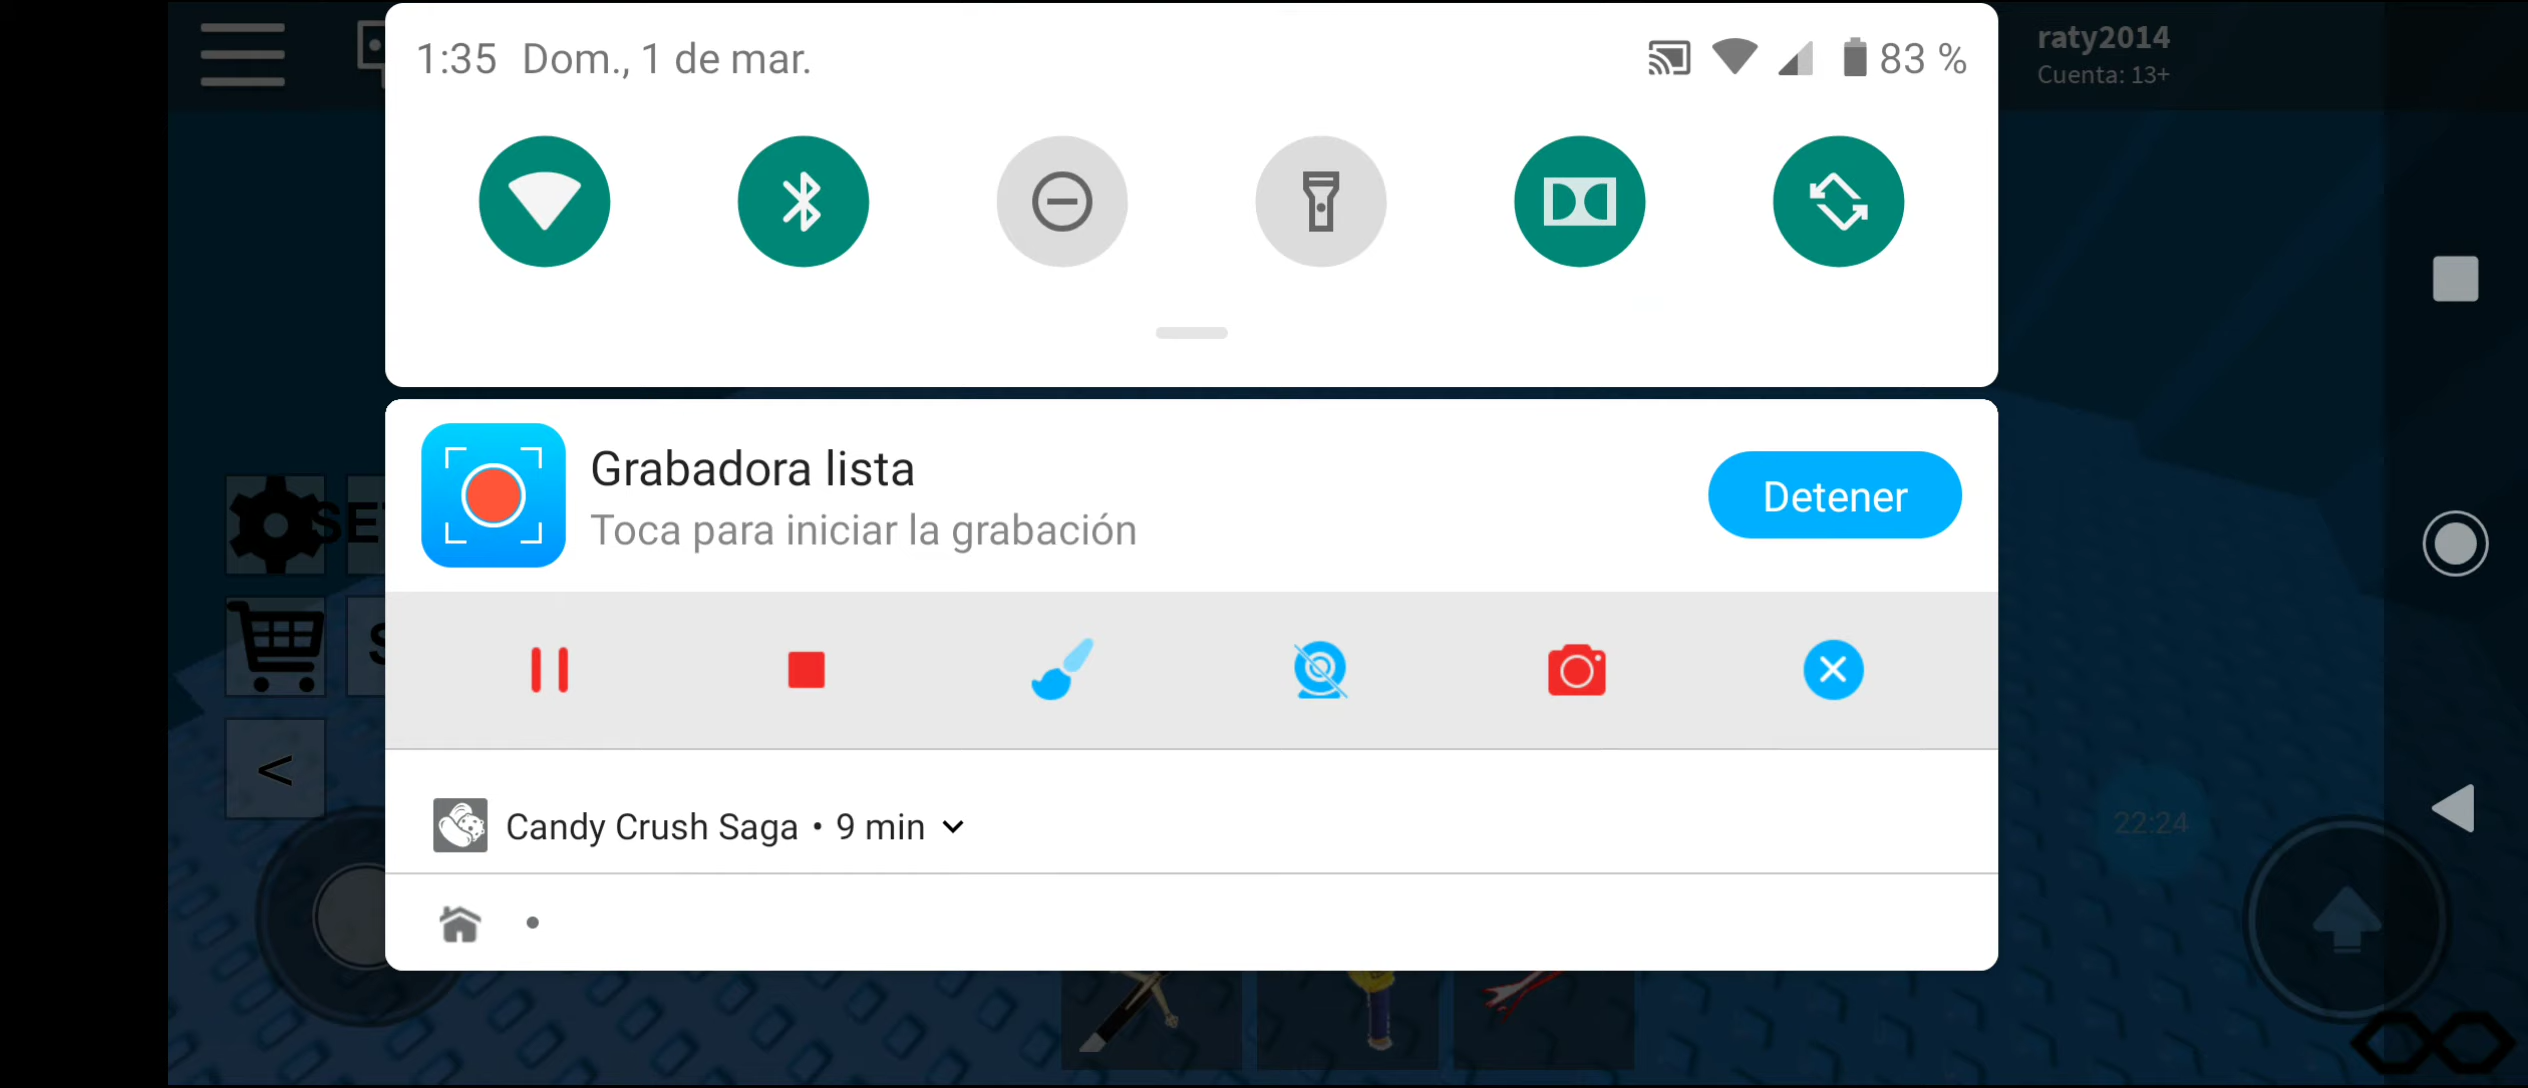 1:35 Dom., 1 de mar.
83 %
raty2014
Cuenta: 13+
Grabadora lista
Toca para iniciar la grabación
Detener
SET
S
<
Candy Crush Saga • 9 min
22:24